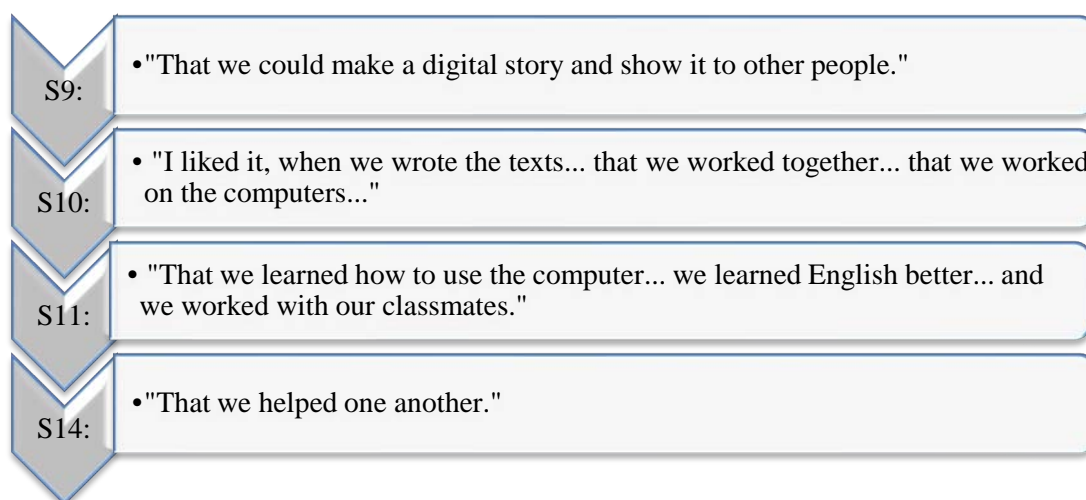 S9:
•"That we could make a digital story and show it to other people."
S10:
• "I liked it, when we wrote the texts... that we worked together... that we worked
on the computers..."
S11:
• "That we learned how to use the computer... we learned English better... and
we worked with our classmates."
S14:
•"That we helped one another."